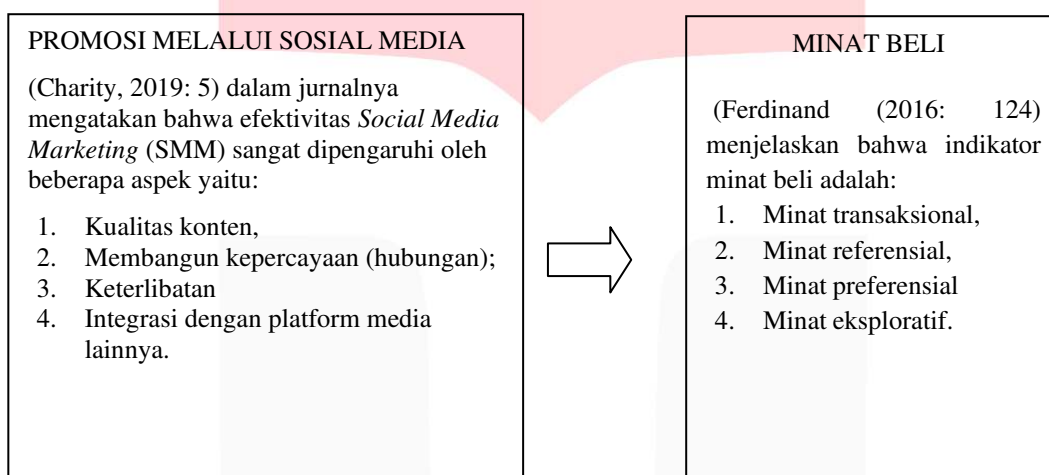 PROMOSI MELALUI SOSIAL MEDIA
(Charity, 2019: 5) dalam jurnalnya
mengatakan bahwa efektivitas Social Media
Marketing (SMM) sangat dipengaruhi oleh
beberapa aspek yaitu:
1. Kualitas konten,
2. Membangun kepercayaan (hubungan);
3. Keterlibatan
4. Integrasi dengan platform media
lainnya.
MINAT BELI
(Ferdinand (2016: 124)
menjelaskan bahwa indikator
minat beli adalah:
1. Minat transaksional,
2. Minat referensial,
3. Minat preferensial
4. Minat eksploratif.